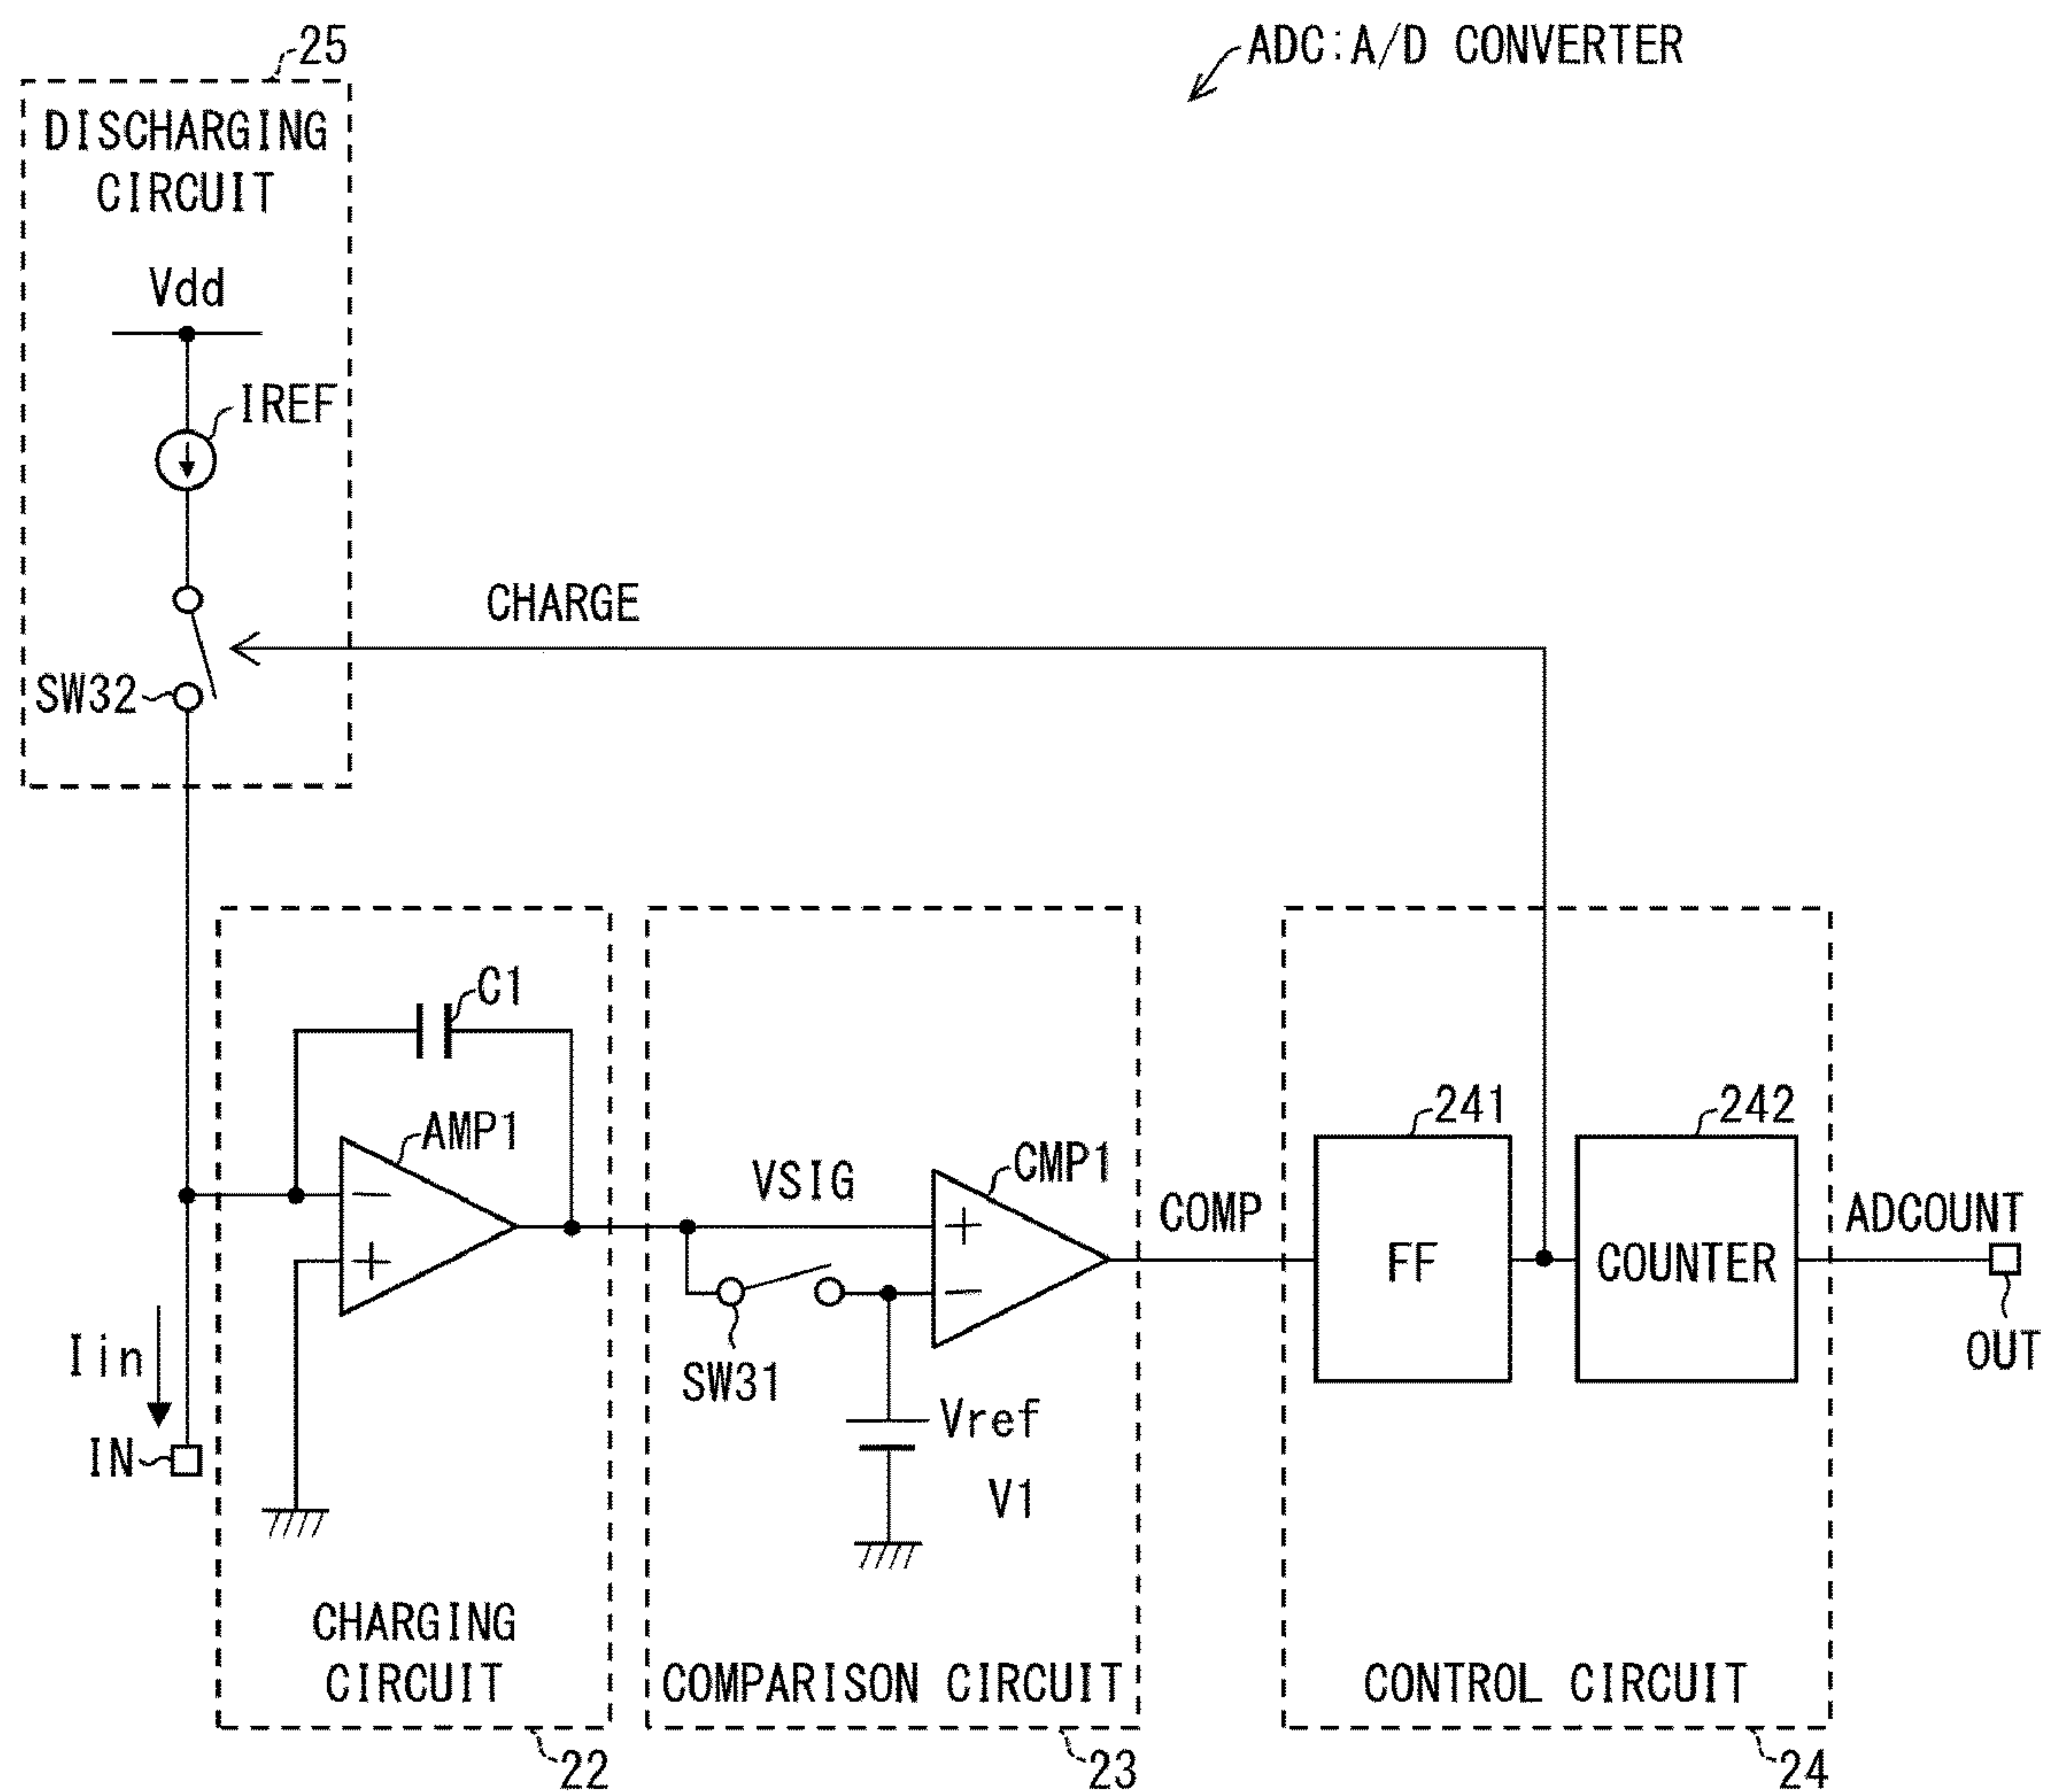 25
ADC:A/D CONVERTER
DISCHARGING
CIRCUIT
Vdd
IREF
CHARGE
SW32
C1
AMP1
VSIG
CMP1
COMP
241
242
ADCOUNT
FF
COUNTER
OUT
Iin
SW31
Vref
V1
IN
CHARGING
CIRCUIT
COMPARISON CIRCUIT
CONTROL CIRCUIT
22
23
24